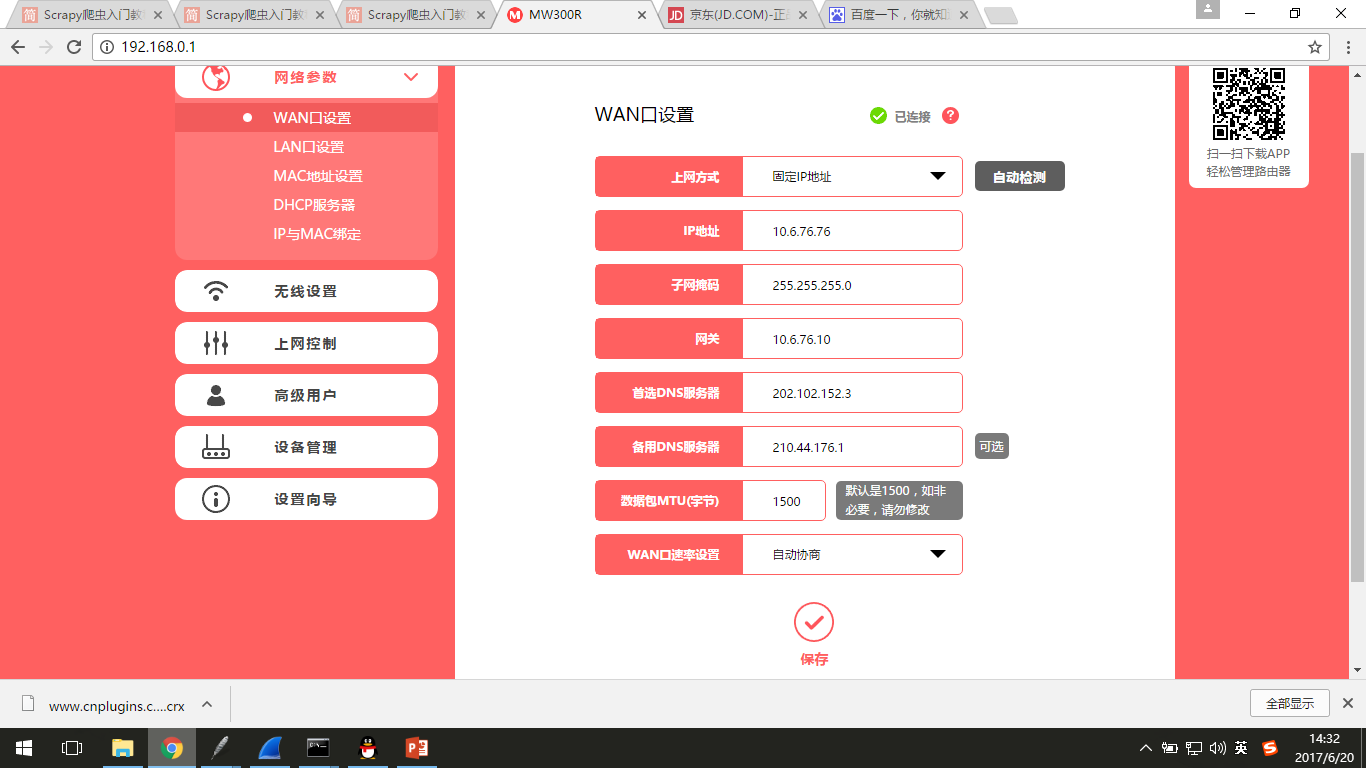 Scrapy爬虫入门教
Scrapy爬虫入门教
Scrapy爬虫入门教
MW300R
京东(JD.COM)-正
百度一下，你就知
192.168.0.1
网络参数
WAN口设置
LAN口设置
MAC地址设置
DHCP服务器
IP与MAC绑定
无线设置
上网控制
高级用户
设备管理
设置向导
WAN口设置
已连接
?
上网方式
固定IP地址
自动检测
IP地址
10.6.76.76
子网掩码
255.255.255.0
网关
10.6.76.10
首选DNS服务器
202.102.152.3
备用DNS服务器
210.44.176.1
可选
数据包MTU(字节)
1500
默认是1500，如非
必要，请勿修改
WAN口速率设置
自动协商
保存
扫一扫下载APP
轻松管理路由器
www.cnplugins.c....crx
全部显示
英
14:32
2017/6/20